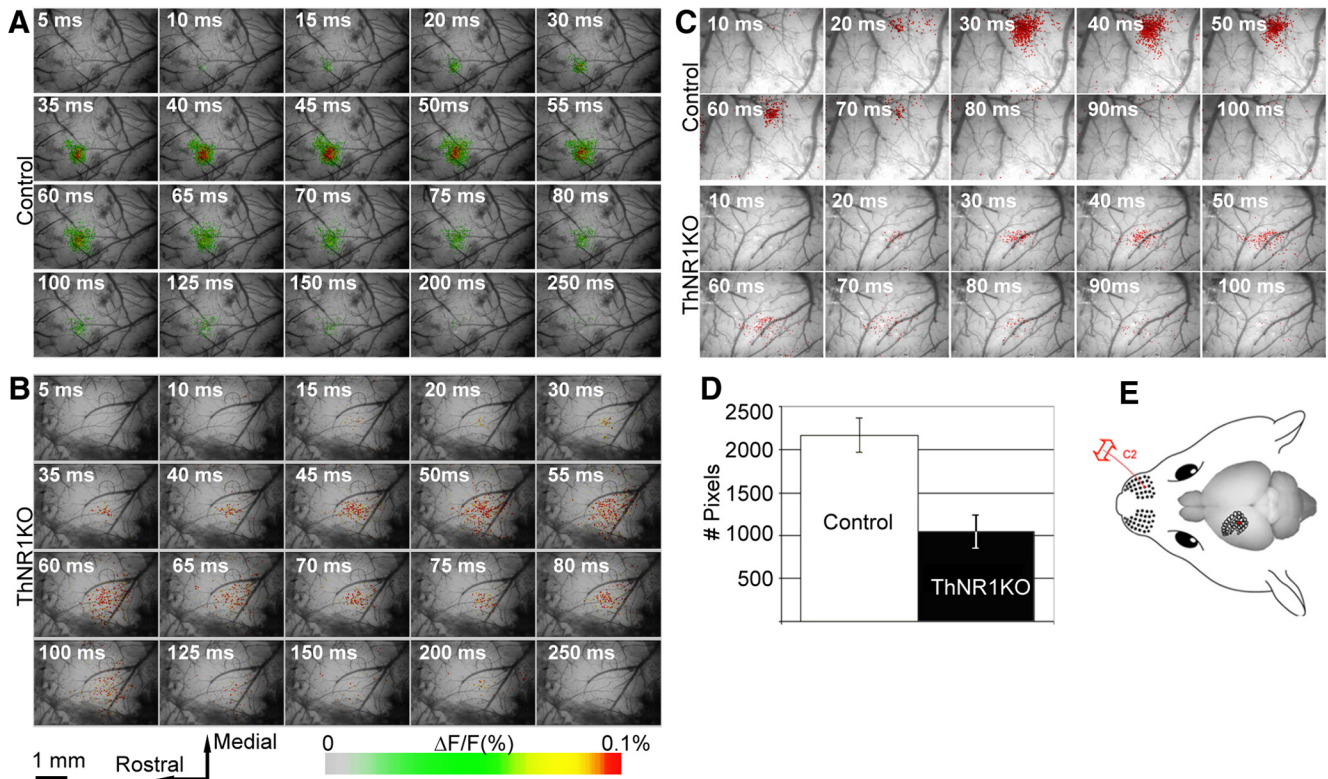 A
5 ms 10 ms 15 ms 20 ms 30 ms
35 ms 40 ms 45 ms 50ms 55 ms
60 ms 65 ms 70 ms 75 ms 80 ms
100 ms 125 ms 150 ms 200 ms 250 ms
Control
B
5 ms 10 ms 15 ms 20 ms 30 ms
35 ms 40 ms 45 ms 50ms 55 ms
60 ms 65 ms 70 ms 75 ms 80 ms
100 ms 125 ms 150 ms 200 ms 250 ms
ThNR1KO
1 mm
Rostral
Medial
0 ΔF/F(%) 0.1%
C
10 ms 20 ms 30 ms 40 ms 50 ms
60 ms 70 ms 80 ms 90ms 100 ms
Control
10 ms 20 ms 30 ms 40 ms 50 ms
60 ms 70 ms 80 ms 90ms 100 ms
ThNR1KO
D
# Pixels
2500
2000
1500
1000
500
Control
ThNR1KO
E
C2